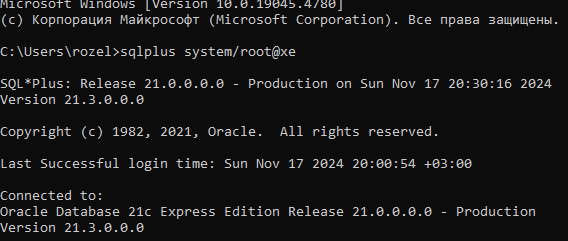 Microsoft Windows [Version 10.0.19045.4780]
(c) Корпорация Майкрософт (Microsoft Corporation). Все права защищены.
C:\Users\rozel>sqlplus system/root@xe
SQL*Plus: Release 21.0.0.0.0 - Production on Sun Nov 17 20:30:16 2024
Version 21.3.0.0.0
Copyright (c) 1982, 2021, Oracle.  All rights reserved.
Last Successful login time: Sun Nov 17 2024 20:00:54 +03:00
Connected to:
Oracle Database 21c Express Edition Release 21.0.0.0.0 - Production
Version 21.3.0.0.0